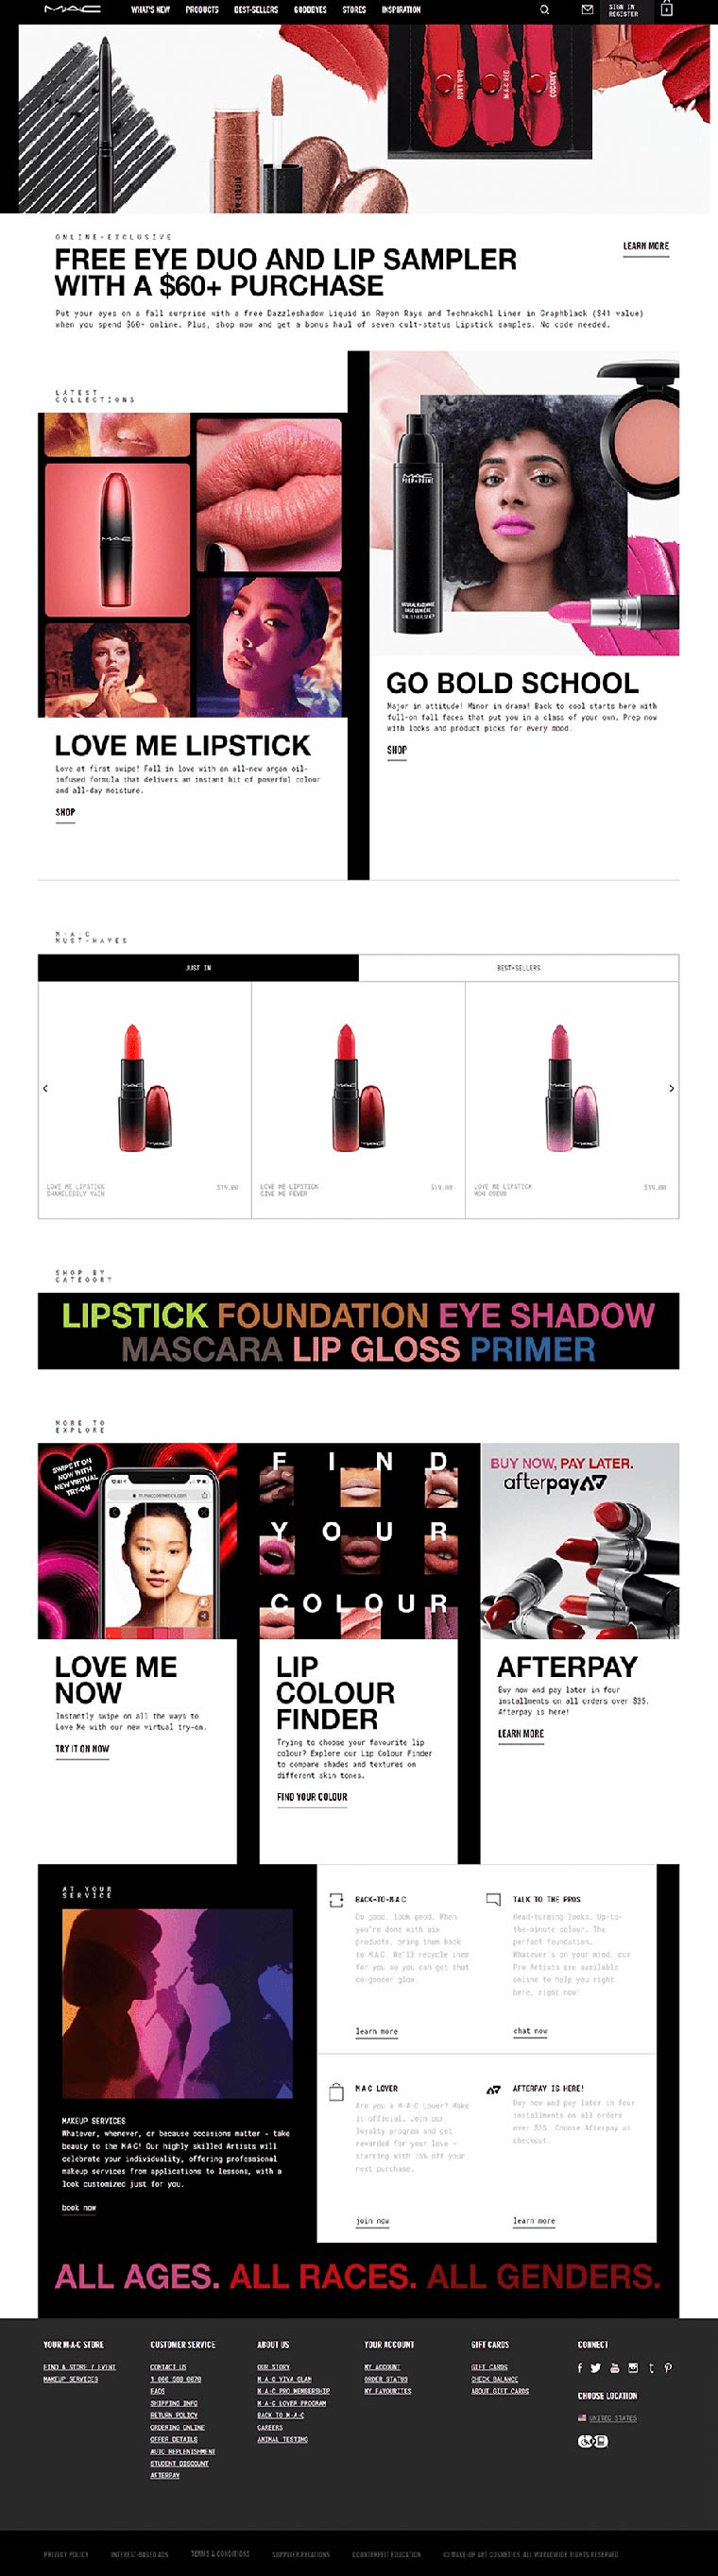 MAC
WHAT'S NEW PRODUCTS BEST-SELLERS GOODBYES STORES INSPIRATION
SIGN IN
REGISTER
RUBY WOO
M·A·C RED
COCKNEY
ONLINE-EXCLUSIVE
FREE EYE DUO AND LIP SAMPLER
WITH A $60+ PURCHASE
LEARN MORE
Put your eyes on a fall surprise with a free Dazzleshadow Liquid in Rayon Rays and Technakohl Liner in Graphblack ($41 value)
when you spend $60+ online. Plus, shop now and get a bonus haul of seven cult-status Lipstick samples. No code needed.
LATEST
COLLECTIONS
MAC
LOVE ME LIPSTICK
Love at first swipe! Fall in love with an all-new argan oil-
infused formula that delivers an instant hit of powerful colour
and all-day moisture.
SHOP
MAC
PREP+PRIME
GO BOLD SCHOOL
Major in attitude! Minor in drama! Back to cool starts here with
full-on fall faces that put you in a class of your own. Prep now
with looks and product picks for every mood.
SHOP
M·A·C
MUST-HAVES
JUST IN
BEST-SELLERS
LOVE ME LIPSTICK
SHAMELESSLY VAIN
$19.00
LOVE ME LIPSTICK
GIVE ME FEVER
$19.00
LOVE ME LIPSTICK
MON COEUR
$19.00
SHOP BY
CATEGORY
LIPSTICK FOUNDATION EYE SHADOW
MASCARA LIP GLOSS PRIMER
MORE TO
EXPLORE
SWIPE IT ON
NOW WITH
NEW VIRTUAL
TRY-ON
m.maccosmetics.com
LOVE ME
NOW
Instantly swipe on all the ways to
Love Me with our new virtual try-on.
TRY IT ON NOW
FIND
YOUR
COLOUR
LIP
COLOUR
FINDER
Trying to choose your favourite lip
colour? Explore our Lip Colour Finder
to compare shades and textures on
different skin tones.
FIND YOUR COLOUR
BUY NOW, PAY LATER.
afterpay
AFTERPAY
Buy now and pay later in four
installments on all orders over $35.
Afterpay is here!
LEARN MORE
AT YOUR
SERVICE
MAKEUP SERVICES
Whatever, whenever, or because occasions matter – take
beauty to the M·A·C! Our highly skilled Artists will
celebrate your individuality, offering professional
makeup services from applications to lessons, with a
look customized just for you.
book now
BACK-TO-M·A·C
Do good, look good. When
you're done with six
products, bring them back
to M·A·C. We'll recycle them
for you so you can get that
do-gooder glow.
learn more
TALK TO THE PROS
Head-turning looks. Up-to-
the-minute colour. The
perfect foundation.
Whatever's on your mind, our
Pro Artists are available
online to help you right
here, right now!
chat now
M·A·C LOVER
Are you a M·A·C Lover? Make
it official. Join our
loyalty program and get
rewarded for your love –
starting with 15% off your
next purchase.
join now
AFTERPAY IS HERE!
Buy now and pay later in four
installments on all orders
over $35. Choose Afterpay at
checkout.
learn more
ALL AGES. ALL RACES. ALL GENDERS.
YOUR M·A·C STORE
FIND A STORE / EVENT
MAKEUP SERVICES
CUSTOMER SERVICE
CONTACT US
1 800 588 0070
FAQS
SHIPPING INFO
RETURN POLICY
ORDERING ONLINE
OFFER DETAILS
AUTO REPLENISHMENT
STUDENT DISCOUNT
AFTERPAY
ABOUT US
OUR STORY
M·A·C VIVA GLAM
M·A·C PRO MEMBERSHIP
M·A·C LOVER PROGRAM
BACK TO M·A·C
CAREERS
ANIMAL TESTING
YOUR ACCOUNT
MY ACCOUNT
ORDER STATUS
MY FAVOURITES
GIFT CARDS
GIFT CARDS
CHECK BALANCE
ABOUT GIFT CARDS
CONNECT
CHOOSE LOCATION
UNITED STATES
PRIVACY POLICY INTEREST-BASED ADS TERMS & CONDITIONS SUPPLIER RELATIONS COUNTERFEIT EDUCATION © MAKE-UP ART COSMETICS. ALL WORLDWIDE RIGHTS RESERVED